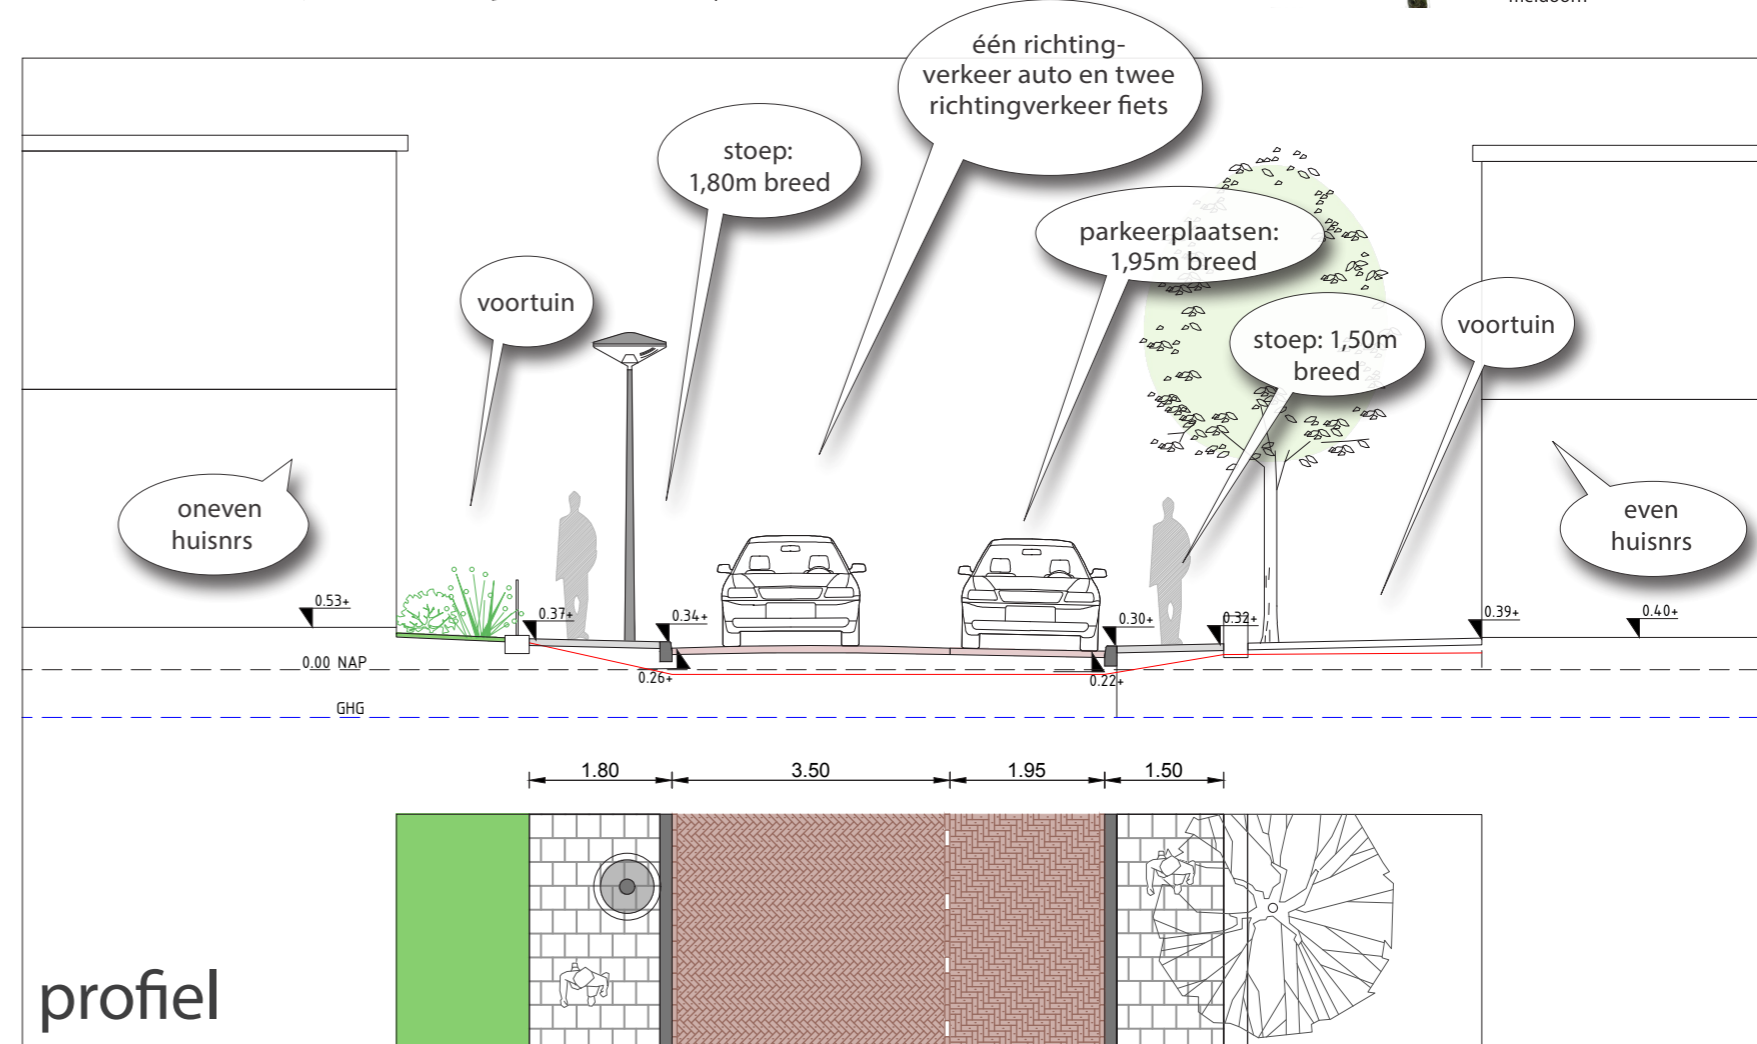 één richting-
verkeer auto en twee
richtingverkeer fiets
stoep:
1,80m breed
parkeerplaatsen:
1,95m breed
voortuin
stoep: 1,50m
breed
voortuin
oneven
huisnrs
even
huisnrs
0.53+
0.37+
0.34+
0.30+
0.32+
0.39+
0.40+
0.00 NAP
0.26+
0.22+
GHG
1.80
3.50
1.95
1.50
profiel